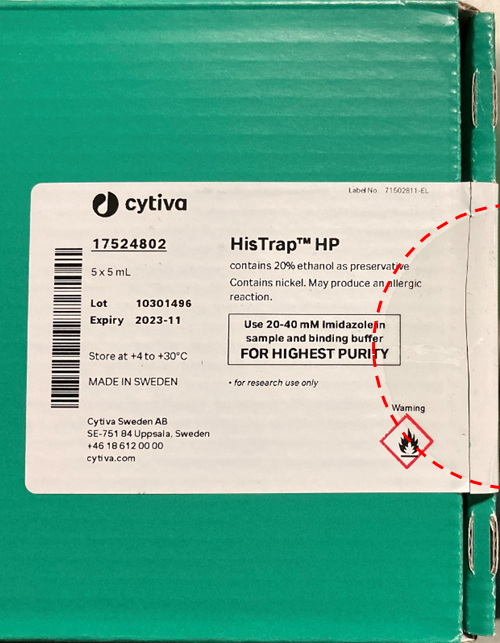 Label No 71502811-EL
cytiva
17524802
HisTrap™ HP
5 x 5 mL
contains 20% ethanol as preservative
Contains nickel. May produce an allergic
reaction.
Lot 10301496
Expiry 2023-11
Use 20-40 mM Imidazole in
sample and binding buffer
FOR HIGHEST PURITY
Store at +4 to +30°C
MADE IN SWEDEN
• for research use only
Warning
Cytiva Sweden AB
SE-751 84 Uppsala, Sweden
+46 18 612 00 00
cytiva.com